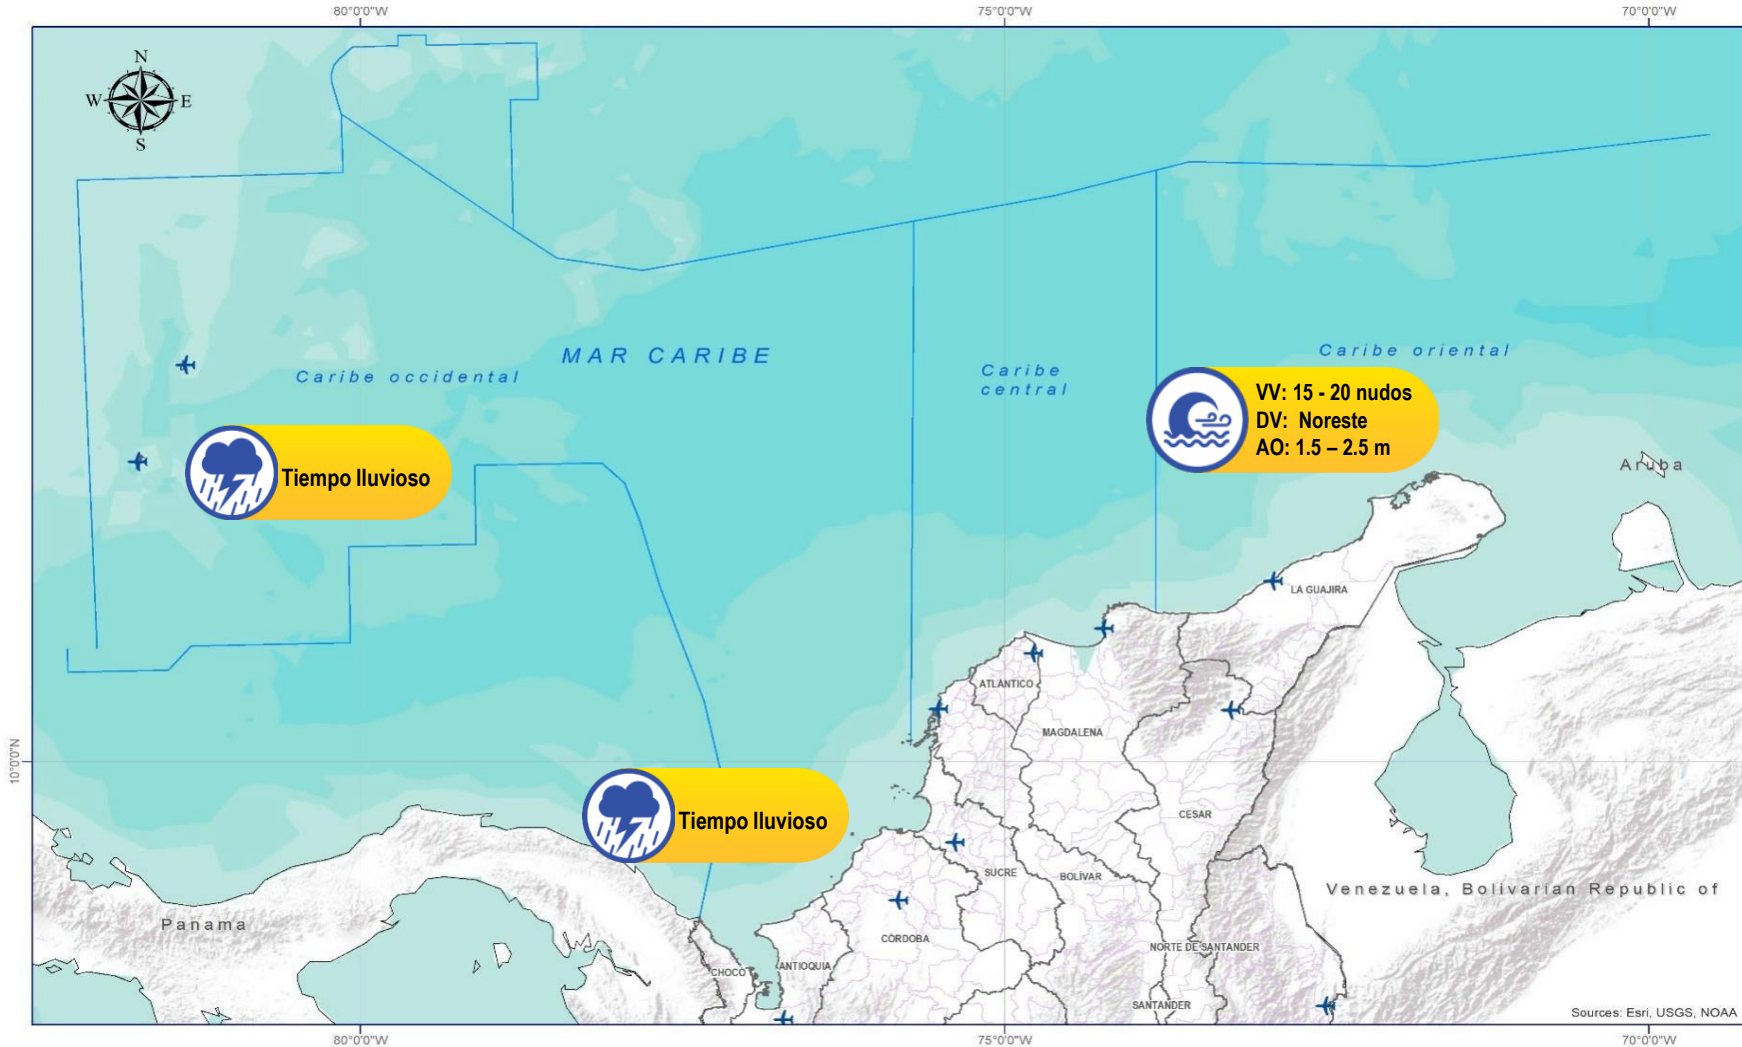 80°0'0"W
75°0'0"W
70°0'0"W
N
W
E
S
MAR CARIBE
Caribe occidental
Caribe
central
Caribe oriental
VV: 15 - 20 nudos
DV: Noreste
AO: 1.5 – 2.5 m
Tiempo lluvioso
Aruba
LA GUAJIRA
ATLÁNTICO
MAGDALENA
10°0'0"N
Tiempo lluvioso
CESAR
SUCRE
BOLÍVAR
Venezuela, Bolivarian Republic of
Panama
CÓRDOBA
NORTE DE SANTANDER
CHOCÓ
ANTIOQUIA
SANTANDER
Sources: Esri, USGS, NOAA
80°0'0"W
75°0'0"W
70°0'0"W